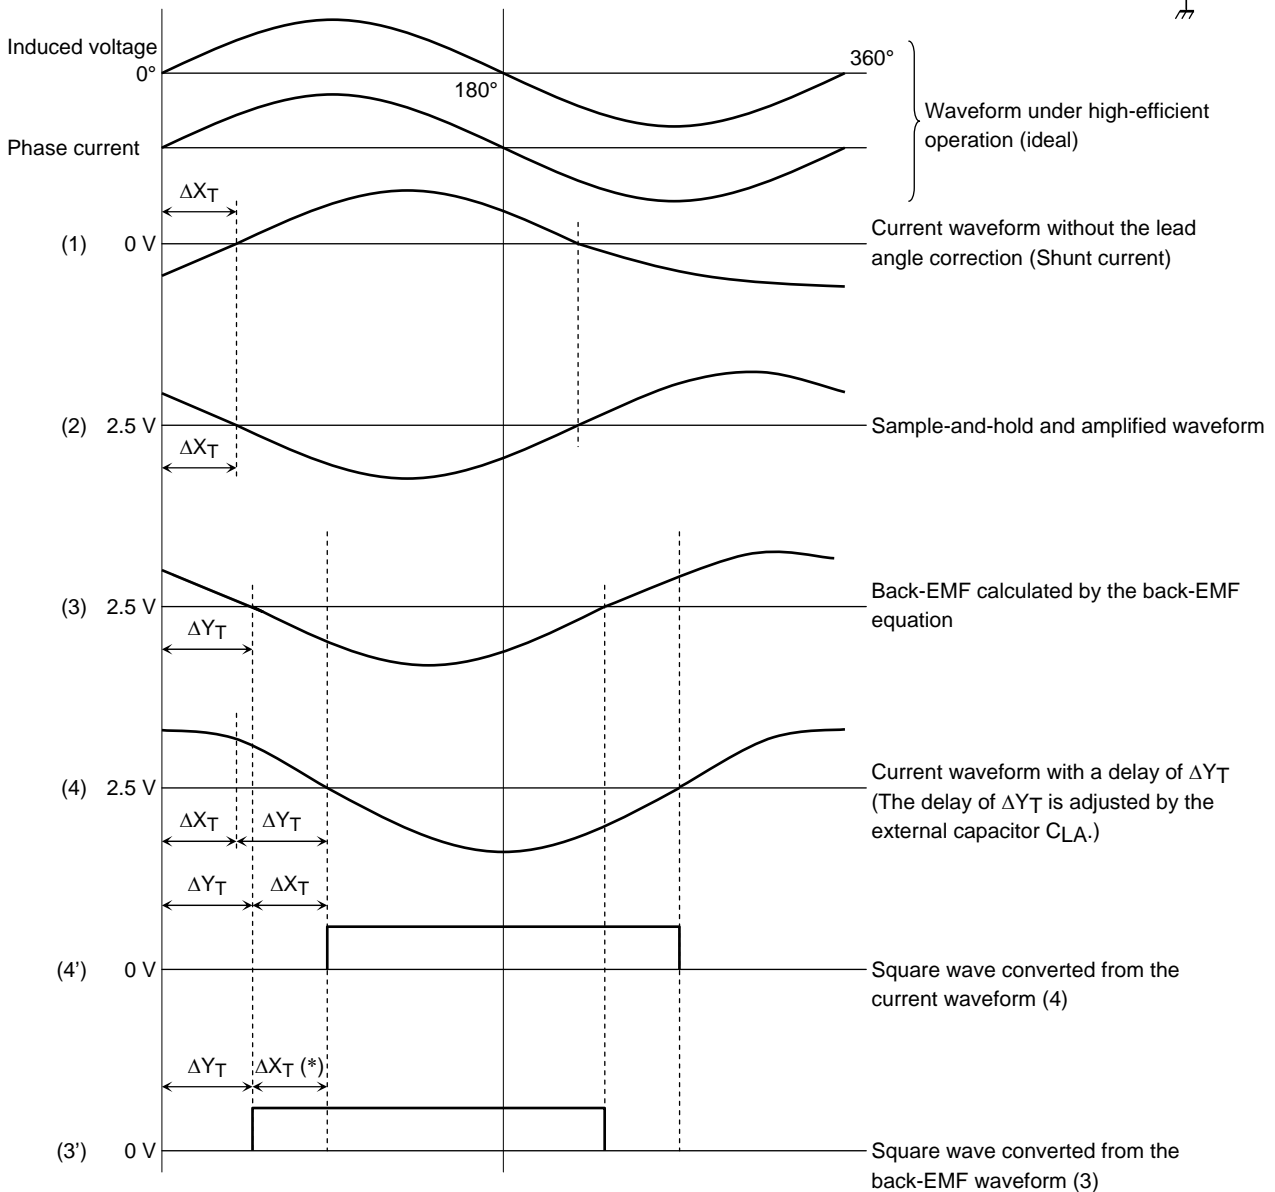 Induced voltage
0°
180°
360°
Waveform under high-efficient
operation (ideal)
Phase current
ΔXT
(1) 0 V
Current waveform without the lead
angle correction (Shunt current)
(2) 2.5 V
Sample-and-hold and amplified waveform
ΔXT
(3) 2.5 V
Back-EMF calculated by the back-EMF
equation
ΔYT
(4) 2.5 V
Current waveform with a delay of ΔYT
(The delay of ΔYT is adjusted by the
external capacitor CLA.)
ΔXT ΔYT
ΔYT ΔXT
(4') 0 V
Square wave converted from the
current waveform (4)
ΔYT ΔXT (*)
(3') 0 V
Square wave converted from the
back-EMF waveform (3)